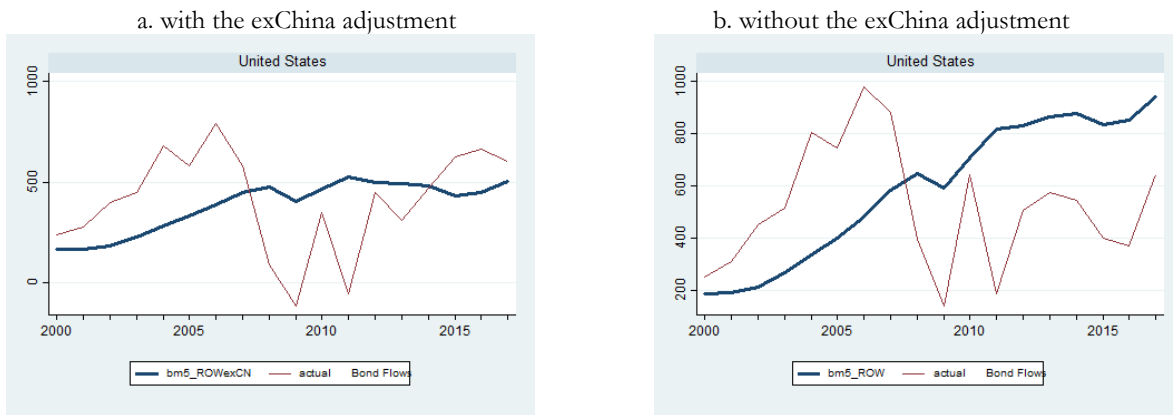 a. with the exChina adjustment
United States
1000
500
0
2000 2005 2010 2015
bm5_ROWexCN actual Bond Flows
b. without the exChina adjustment
United States
1000
800
600
400
200
2000 2005 2010 2015
bm5_ROW actual Bond Flows